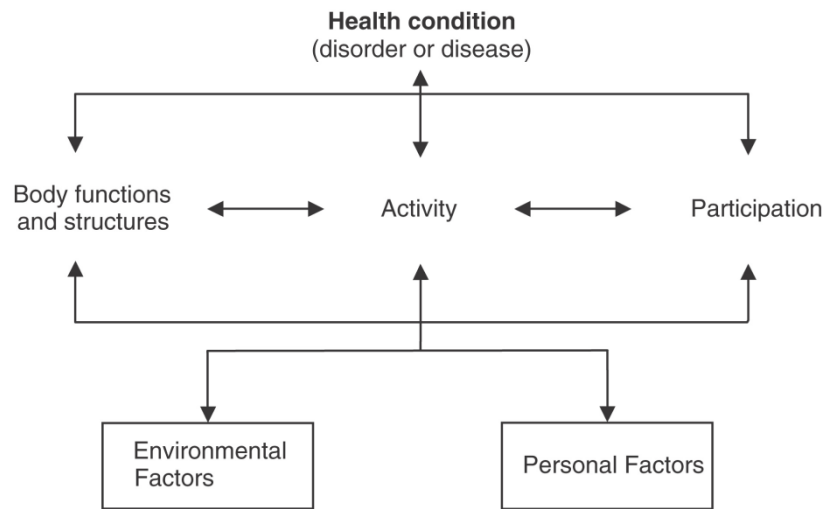 Health condition
(disorder or disease)
Body functions
and structures
Activity
Participation
Environmental
Factors
Personal Factors